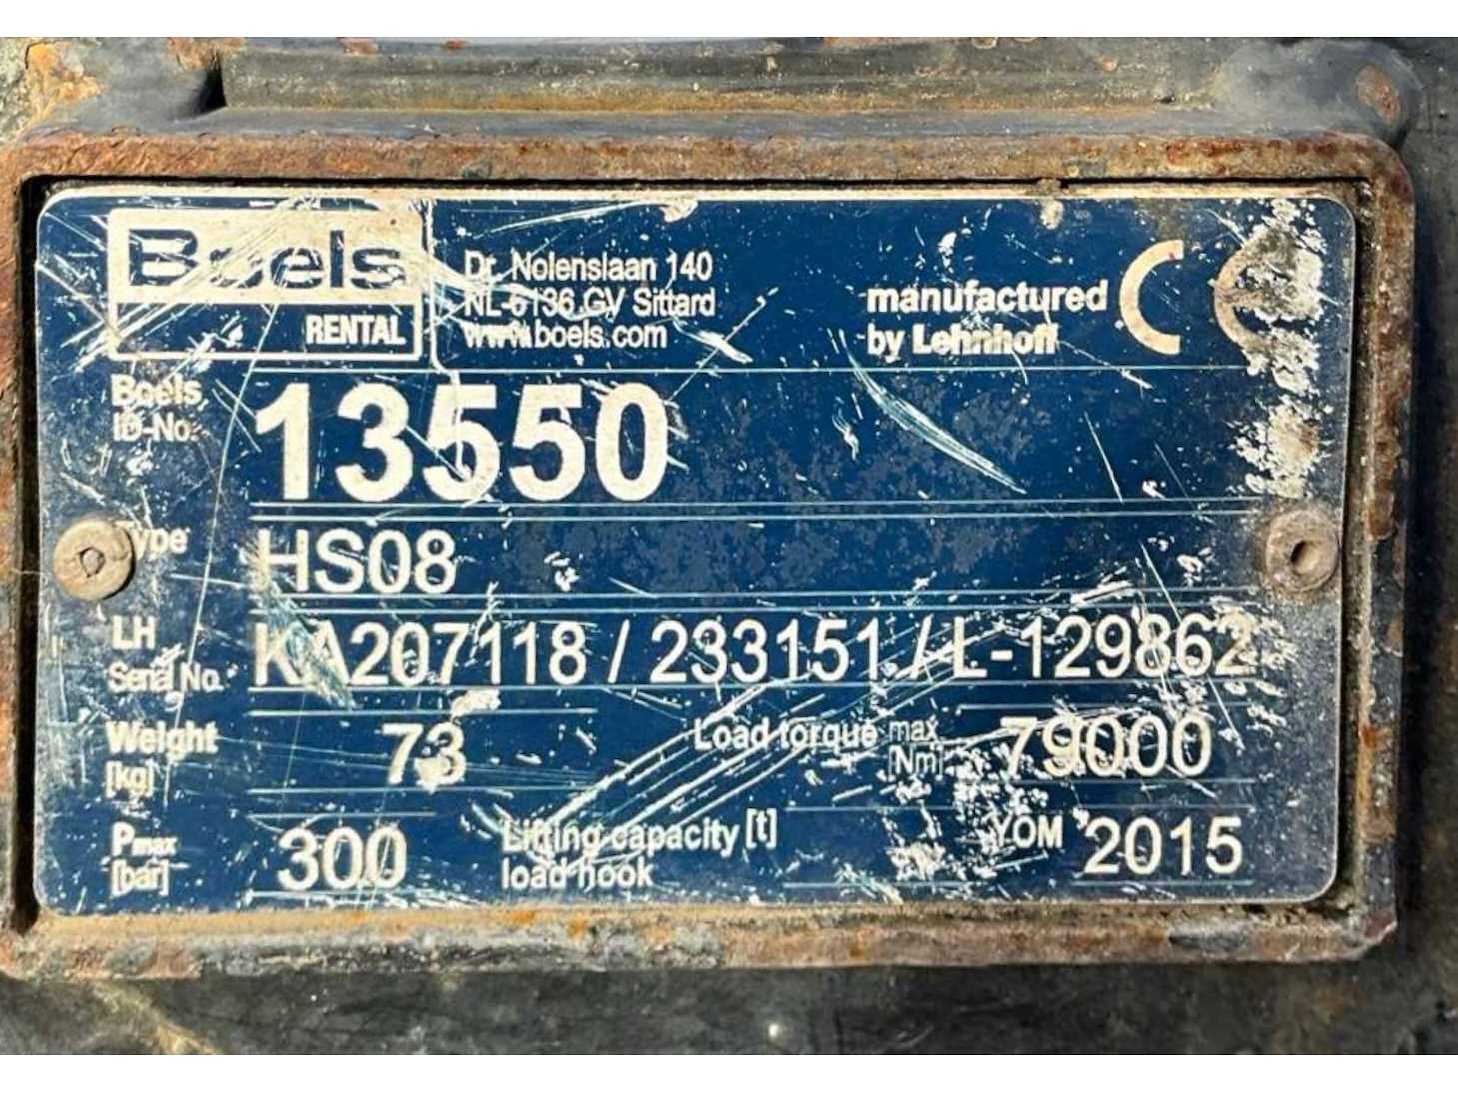 Boels
RENTAL
Dr. Nolenslaan 140
NL-6136 GV Sittard
www.boels.com
manufactured
by Lehnhoff
CE
Boels
ID-No.
13550
Type
HS08
LH
Serial No.
KA207118 / 233151 / L-129862
Weight
[kg]
73
Load torque max
[Nm]
79000
Pmax
[bar]
300
Lifting capacity [t]
load hook
YOM 2015